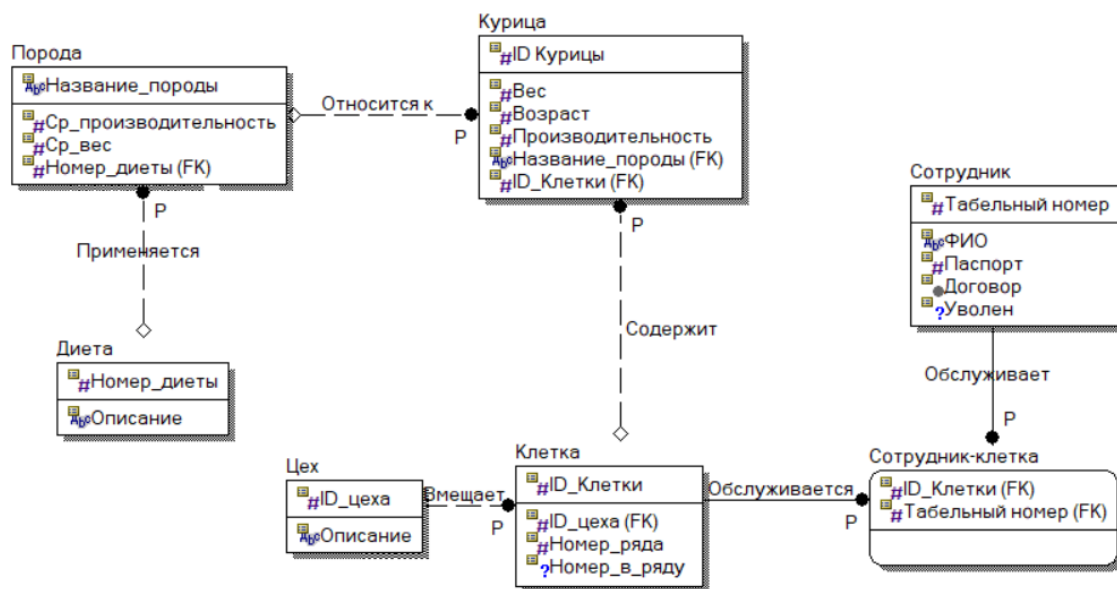 Порода
Название_породы
#Ср_производительность
#Ср_вес
#Номер_диеты (FK)
Относится к
P
Курица
#ID Курицы
#Вес
#Возраст
#Производительность
Название_породы (FK)
#ID_Клетки (FK)
P
Применяется
P
Содержит
Сотрудник
#Табельный номер
ФИО
#Паспорт
Договор
?Уволен
Обслуживает
P
Диета
#Номер_диеты
Описание
Цех
#ID_цеха
Описание
Вмещает
P
Клетка
#ID_Клетки
#ID_цеха (FK)
#Номер_ряда
?Номер_в_ряду
Обслуживается
P
Сотрудник-клетка
#ID_Клетки (FK)
#Табельный номер (FK)